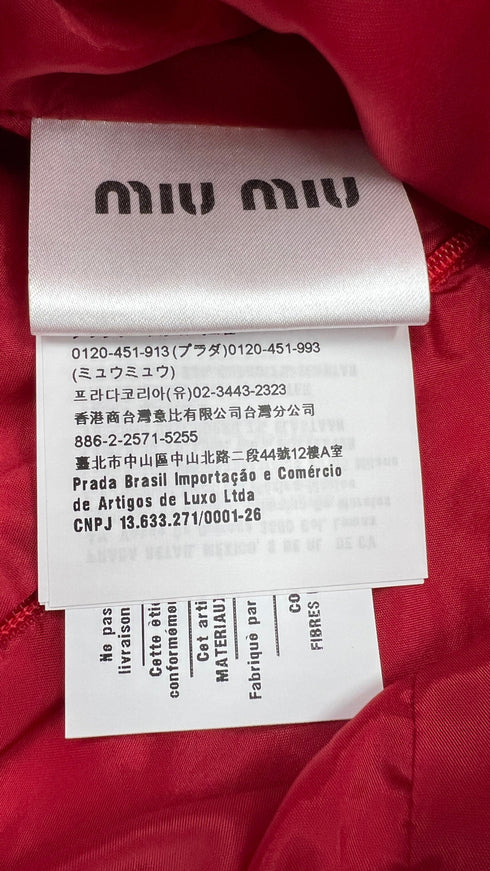 miu miu
0120-451-913(プラダ)0120-451-993
(ミュウミュウ)
프라다코리아(유)02-3443-2323
香港商台灣意比有限公司台灣分公司
886-2-2571-5255
臺北市中山區中山北路二段44號12樓A室
Prada Brasil Importação e Comércio
de Artigos de Luxo Ltda
CNPJ 13.633.271/0001-26
Ne pas
livraison
Cette éti
conformémen
Cet arti
MATERIAUX
Fabriquè par
CO
FIBRES